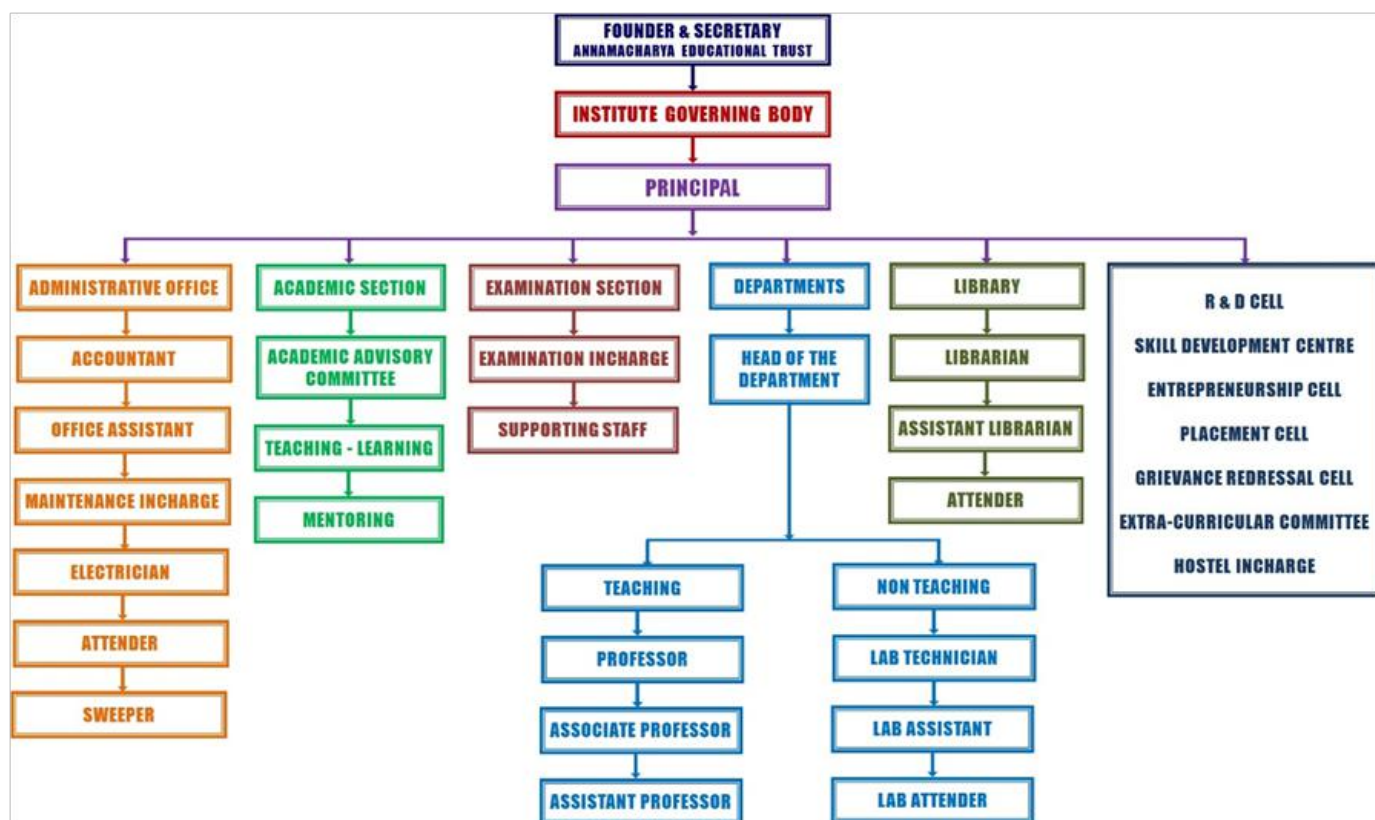 FOUNDER & SECRETARY
ANNAMACHARYA EDUCATIONAL TRUST
INSTITUTE GOVERNING BODY
PRINCIPAL
ADMINISTRATIVE OFFICE
ACCOUNTANT
OFFICE ASSISTANT
MAINTENANCE INCHARGE
ELECTRICIAN
ATTENDER
SWEEPER
ACADEMIC SECTION
ACADEMIC ADVISORY
COMMITTEE
TEACHING - LEARNING
MENTORING
EXAMINATION SECTION
EXAMINATION INCHARGE
SUPPORTING STAFF
DEPARTMENTS
HEAD OF THE
DEPARTMENT
TEACHING
PROFESSOR
ASSOCIATE PROFESSOR
ASSISTANT PROFESSOR
NON TEACHING
LAB TECHNICIAN
LAB ASSISTANT
LAB ATTENDER
LIBRARY
LIBRARIAN
ASSISTANT LIBRARIAN
ATTENDER
R & D CELL
SKILL DEVELOPMENT CENTRE
ENTREPRENEURSHIP CELL
PLACEMENT CELL
GRIEVANCE REDRESSAL CELL
EXTRA-CURRICULAR COMMITTEE
HOSTEL INCHARGE